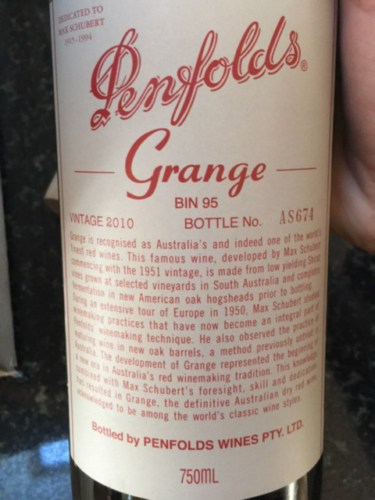 DEDICATED TO
MAX SCHUBERT
1915-1994
Penfolds®
Grange
BIN 95
VINTAGE 2010 BOTTLE No. AS674
Grange is recognised as Australia's and indeed one of the world's
finest red wines. This famous wine, developed by Max Schubert
commencing with the 1951 vintage, is made from low yielding Shiraz
vines grown at selected vineyards in South Australia and completes
fermentation in new American oak hogsheads prior to bottling.
During an extensive tour of Europe in 1950, Max Schubert studied
winemaking practices that have now become an integral part of
Penfolds winemaking technique. He also observed the practice of
maturing wine in new oak barrels, a method previously untried in
Australia. The development of Grange represented the beginning of
a new era in Australia's red winemaking tradition. This knowledge
combined with Max Schubert's foresight, skill and dedication
has resulted in Grange, the definitive Australian dry red wine
acknowledged to be among the world's classic wine styles.
Bottled by PENFOLDS WINES PTY. LTD.
750ML